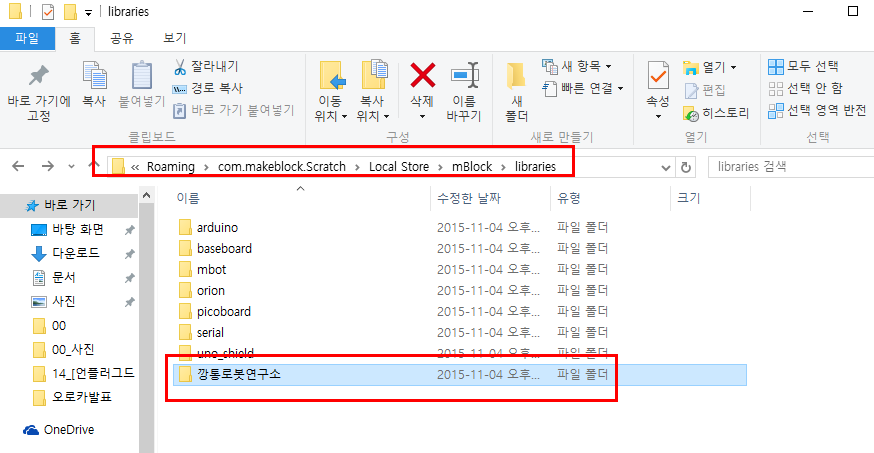 libraries
파일 홈 공유 보기
바로 가기에 고정
복사
붙여넣기
잘라내기
경로 복사
바로 가기 붙여넣기
클립보드
이동 위치
복사 위치
삭제
이름 바꾸기
구성
새 폴더
새 항목
빠른 연결
새로 만들기
속성
열기
편집
히스토리
열기
모두 선택
선택 안 함
선택 영역 반전
선택
« Roaming > com.makeblock.Scratch > Local Store > mBlock > libraries
libraries 검색
바로 가기
바탕 화면
다운로드
문서
사진
00
00_사진
14_[언플러그드
오로카발표
OneDrive
이름 수정한 날짜 유형 크기
arduino 2015-11-04 오후... 파일 폴더
baseboard 2015-11-04 오후... 파일 폴더
mbot 2015-11-04 오후... 파일 폴더
orion 2015-11-04 오후... 파일 폴더
picoboard 2015-11-04 오후... 파일 폴더
serial 2015-11-04 오후... 파일 폴더
uno_shield 2015-11-04 오후... 파일 폴더
깡통로봇연구소 2015-11-04 오후... 파일 폴더